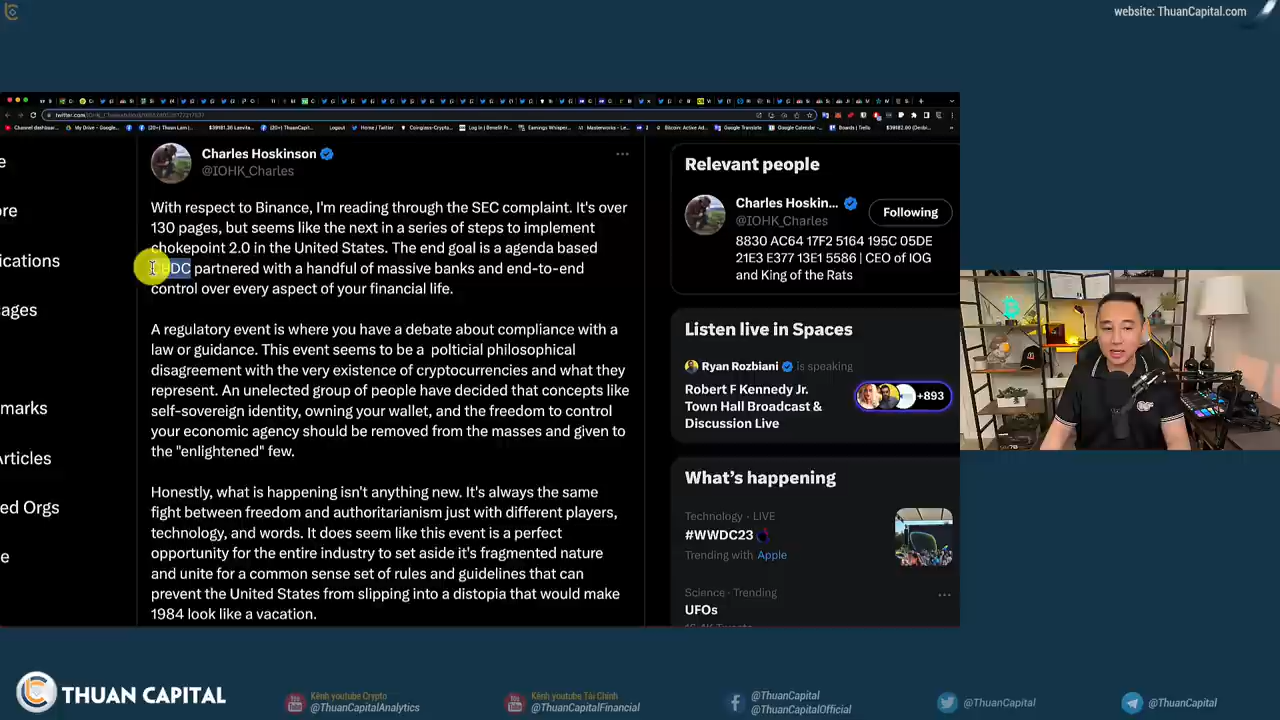 website: ThuanCapital.com
Charles Hoskinson
@IOHK_Charles
With respect to Binance, I'm reading through the SEC complaint. It's over
130 pages, but seems like the next in a series of steps to implement
chokepoint 2.0 in the United States. The end goal is a agenda based
CBDC partnered with a handful of massive banks and end-to-end
control over every aspect of your financial life.
A regulatory event is where you have a debate about compliance with a
law or guidance. This event seems to be a politcial philosophical
disagreement with the very existence of cryptocurrencies and what they
represent. An unelected group of people have decided that concepts like
self-sovereign identity, owning your wallet, and the freedom to control
your economic agency should be removed from the masses and given to
the "enlightened" few.
Honestly, what is happening isn't anything new. It's always the same
fight between freedom and authoritarianism just with different players,
technology, and words. It does seem like this event is a perfect
opportunity for the entire industry to set aside it's fragmented nature
and unite for a common sense set of rules and guidelines that can
prevent the United States from slipping into a distopia that would make
1984 look like a vacation.
Relevant people
Charles Hoskin...
@IOHK_Charles
Following
8830 AC64 17F2 5164 195C 05DE
21E3 E377 13E1 5586 | CEO of IOG
and King of the Rats
Listen live in Spaces
Ryan Rozbiani is speaking
Robert F Kennedy Jr.
Town Hall Broadcast &
Discussion Live
+893
What's happening
Technology · LIVE
#WWDC23
Trending with Apple
Science · Trending
UFOs
e
ore
ications
ages
marks
Articles
ed Orgs
e
THUAN CAPITAL
Kênh youtube Crypto
@ThuanCapitalAnalytics
Kênh youtube Tài Chính
@ThuanCapitalFinancial
@ThuanCapital
@ThuanCapitalOfficial
@ThuanCapital
@ThuanCapital